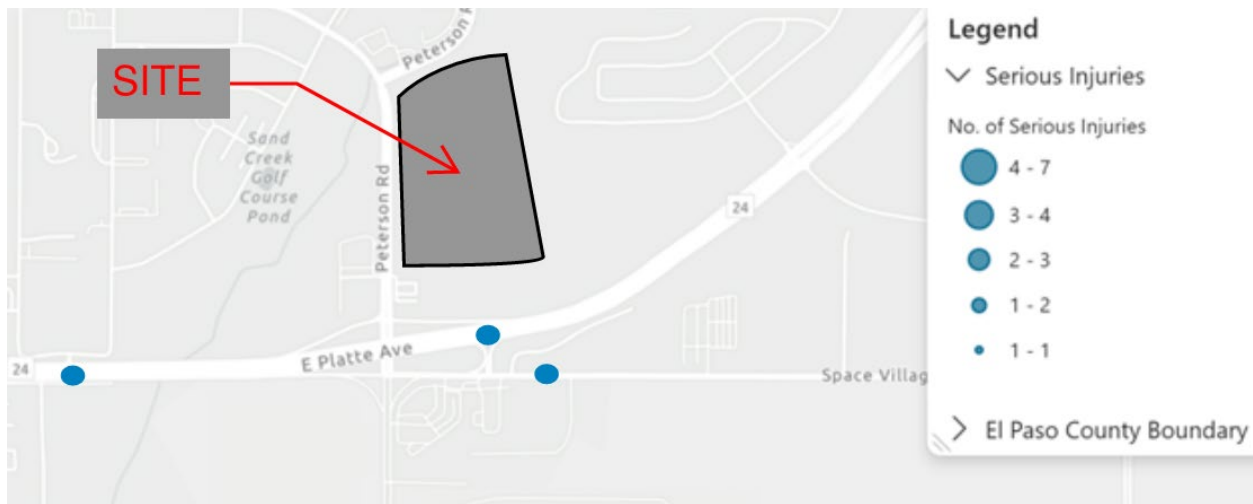 Peterson R
SITE
Sand
Creek
Golf
Course
Pond
Peterson Rd
24
E Platte Ave
24
Space Villag
Legend
Serious Injuries
No. of Serious Injuries
4 - 7
3 - 4
2 - 3
1 - 2
1 - 1
El Paso County Boundary